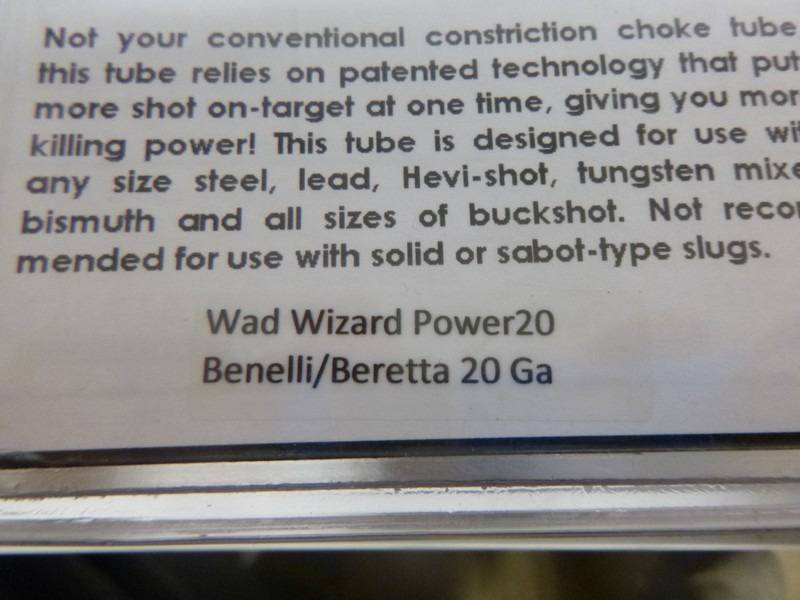 Not your conventional constriction choke tube
this tube relies on patented technology that put
more shot on-target at one time, giving you mor
killing power! This tube is designed for use wit
any size steel, lead, Hevi-shot, tungsten mixe
bismuth and all sizes of buckshot. Not recor
mended for use with solid or sabot-type slugs.
Wad Wizard Power20
Benelli/Beretta 20 Ga